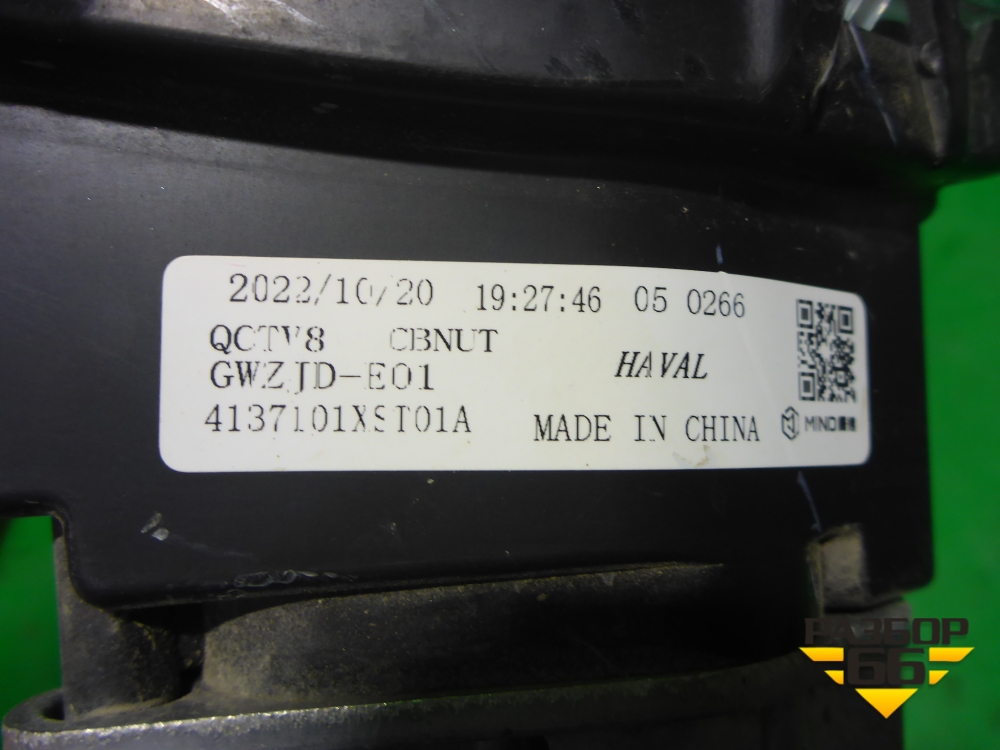 2022/10/20 19:27:46 05 0266
QCTV8 CBNUT
GWZJD-E01
HAVAL
4137101XST01A
MADE IN CHINA
MIND
РАЗБОР
66